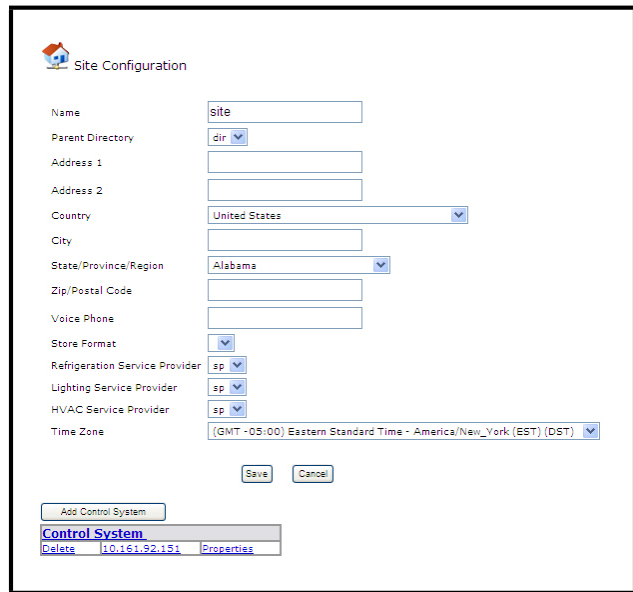 Site Configuration
Name site
Parent Directory dir
Address 1
Address 2
Country United States
City
State/Province/Region Alabama
Zip/Postal Code
Voice Phone
Store Format
Refrigeration Service Provider sp
Lighting Service Provider sp
HVAC Service Provider sp
Time Zone (GMT -05:00) Eastern Standard Time - America/New_York (EST) (DST)
Save Cancel
Add Control System
Control System
Delete 10.161.92.151 Properties